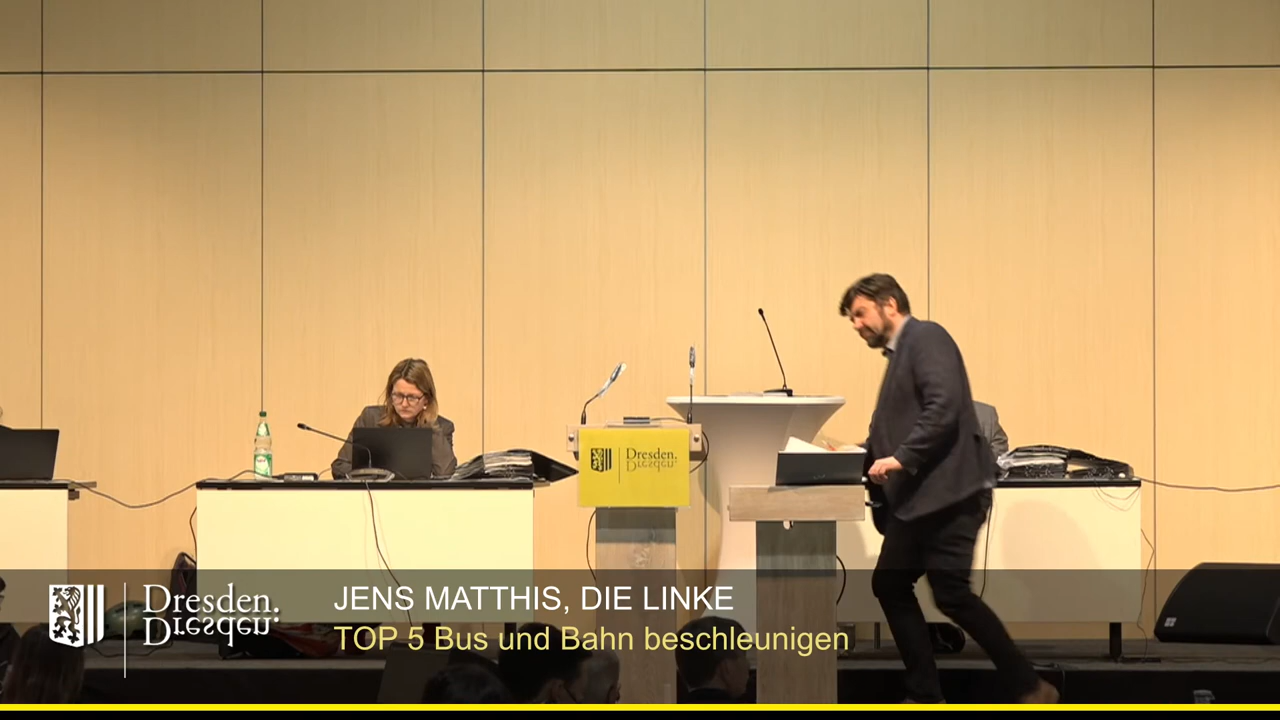 Dresden.
Dresden.
Dresden.
Dresden.
JENS MATTHIS, DIE LINKE
TOP 5 Bus und Bahn beschleunigen